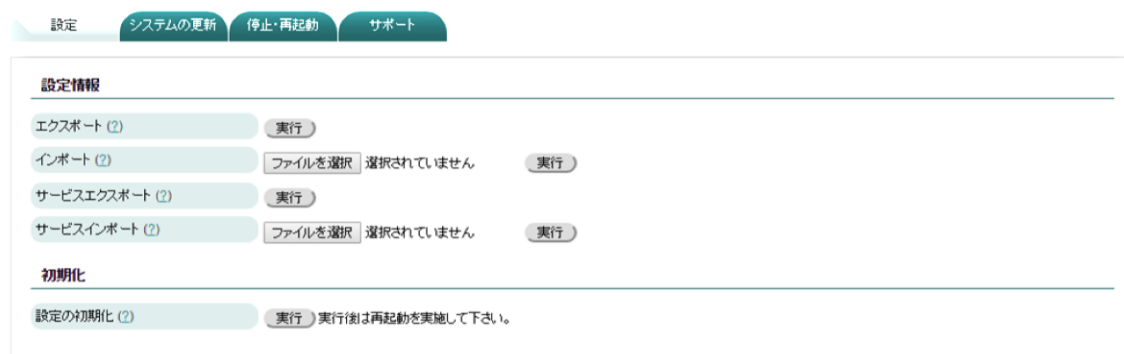 設定 システムの更新 停止・再起動 サポート
設定情報
エクスポート (?) 実行
インポート (?) ファイルを選択 選択されていません 実行
サービスエクスポート (?) 実行
サービスインポート (?) ファイルを選択 選択されていません 実行
初期化
設定の初期化 (?) 実行 実行後は再起動を実施して下さい。